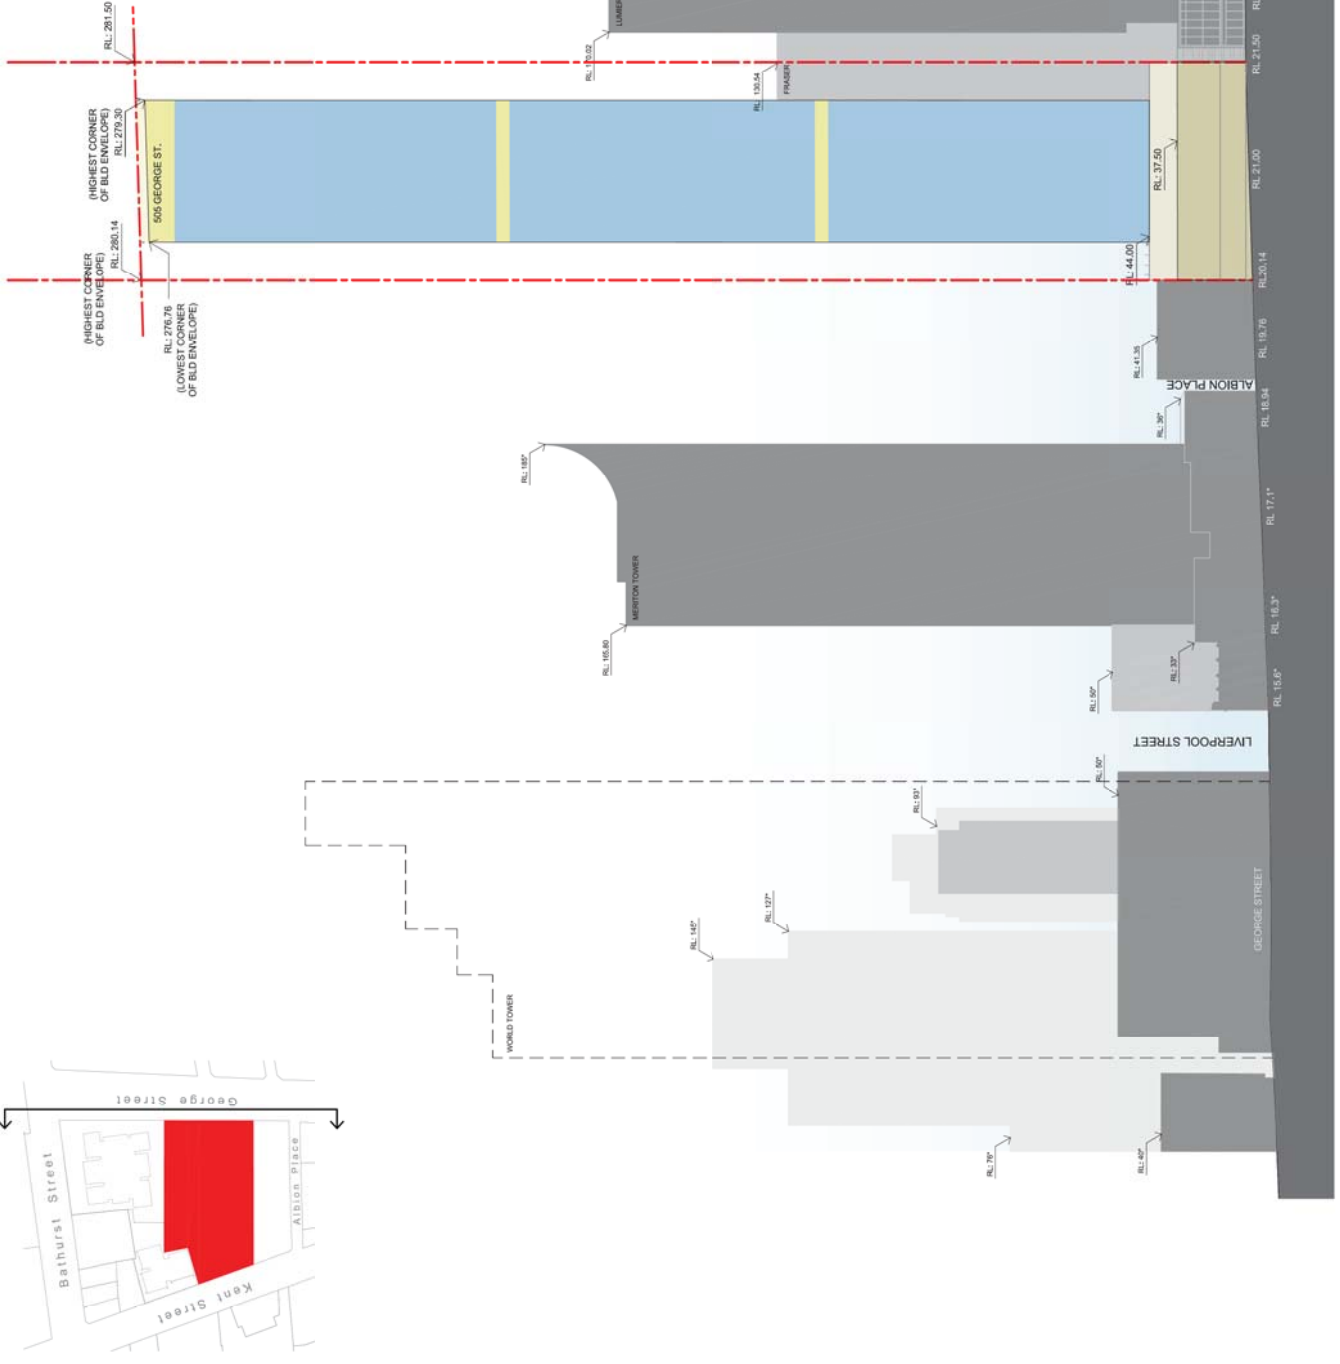 RL: 281.50
(HIGHEST CORNER
OF BLD ENVELOPE)
RL: 279.30
505 GEORGE ST.
(HIGHEST CORNER
OF BLD ENVELOPE)
RL: 280.14
RL: 276.76
(LOWEST CORNER
OF BLD ENVELOPE)
LUMIER
RL: 170.02
RL: 130.54
FRASER
RL
RL 21.50
RL: 37.50
RL 21.00
RL: 44.00
RL20.14
RL: 41.35
RL 19.76
ALBION PLACE
RL: 36*
RL 18.94
RL: 185*
MERITON TOWER
RL: 165.80
RL 17.1*
RL 16.3*
RL: 33*
RL: 50*
RL 15.6*
LIVERPOOL STREET
RL: 50*
RL: 93*
GEORGE STREET
RL: 127*
RL: 145*
WORLD TOWER
RL: 76*
RL: 40*
George Street
Bathurst Street
Albion Place
Kent Street